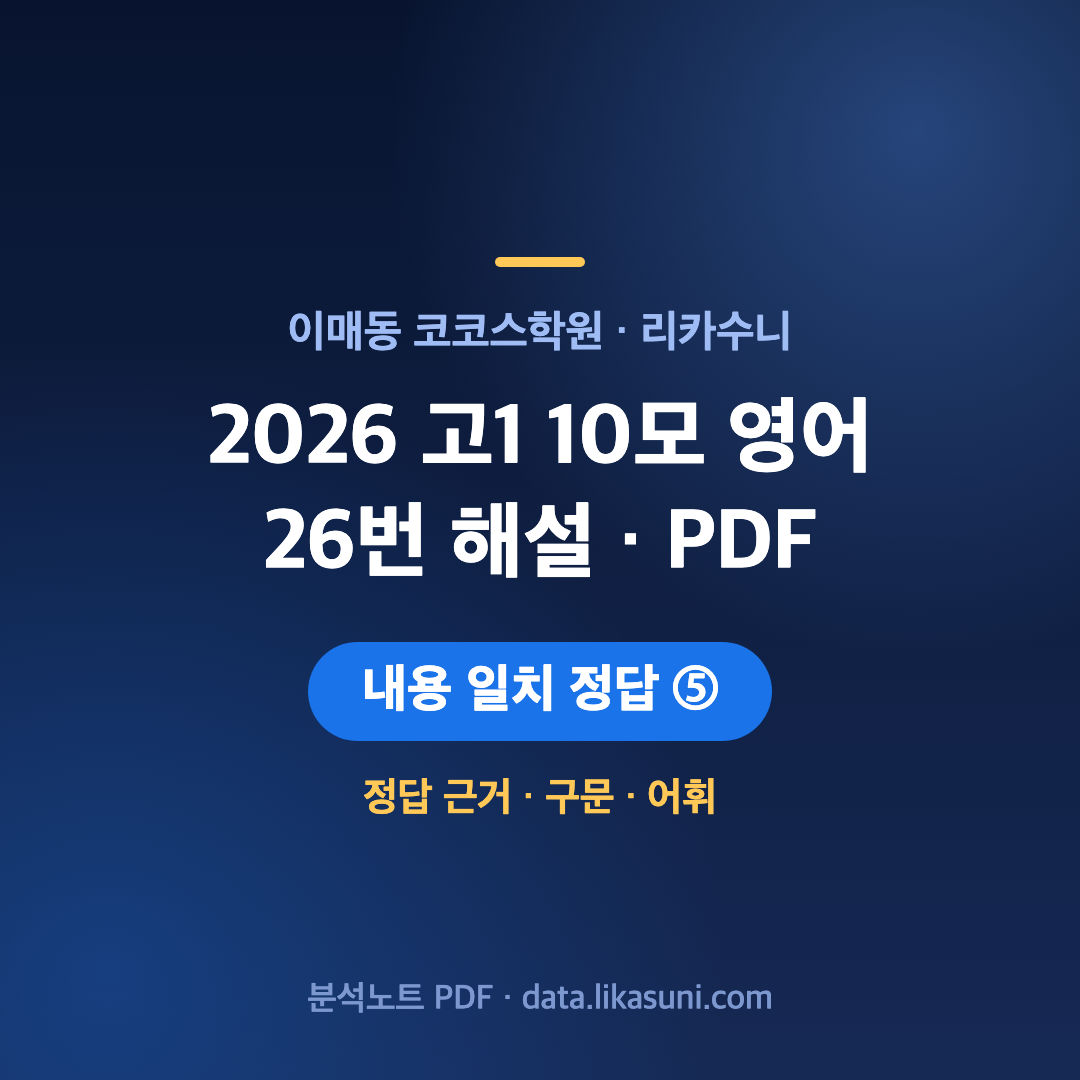 이매동 코코스학원 · 리카수니
2026 고1 10모 영어
26번 해설 · PDF
내용 일치 정답 ⑤
정답 근거 · 구문 · 어휘
분석노트 PDF · data.likasuni.com